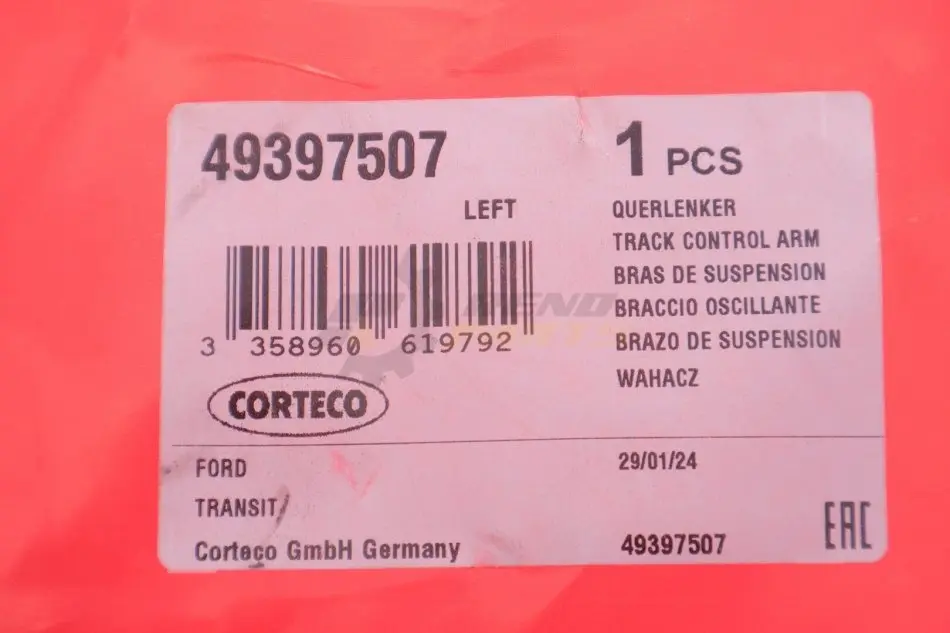 49397507
1 PCS
LEFT
QUERLENKER
TRACK CONTROL ARM
BRAS DE SUSPENSION
BRACCIO OSCILLANTE
BRAZO DE SUSPENSION
WAHACZ
3 358960 619792
CORTECO
FORD
29/01/24
TRANSIT/
Corteco GmbH Germany
49397507
EAC